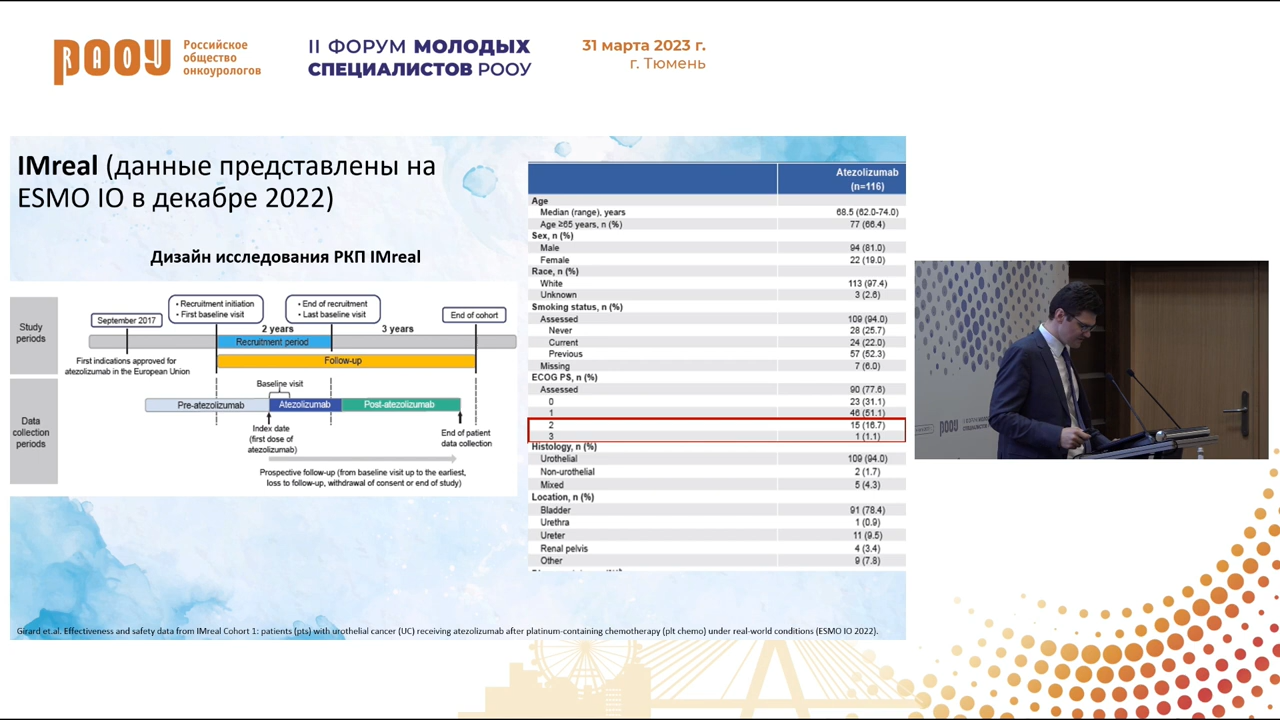 РООУ
RAOU
Российское
общество
онкоурологов
II ФОРУМ МОЛОДЫХ
СПЕЦИАЛИСТОВ РООУ
31 марта 2023 г.
г. Тюмень
IMreal (данные представлены на
ESMO IO в декабре 2022)
Дизайн исследования РКП IMreal
Study
periods
September 2017
• Recruitment initiation
• First baseline visit
• End of recruitment
• Last baseline visit
End of cohort
2 years
3 years
Recruitment period
Follow-up
First indications approved for
atezolizumab in the European Union
Data
collection
periods
Baseline visit
Pre-atezolizumab
Atezolizumab
Post-atezolizumab
Index date
(first dose of
atezolizumab)
End of patient
data collection
Prospective follow-up (from baseline visit up to the earliest,
loss to follow-up, withdrawal of consent or end of study)
Atezolizumab
(n=116)
Age
Median (range), years 68.5 (62.0-74.0)
Age ≥65 years, n (%) 77 (66.4)
Sex, n (%)
Male 94 (81.0)
Female 22 (19.0)
Race, n (%)
White 113 (97.4)
Unknown 3 (2.6)
Smoking status, n (%)
Assessed 109 (94.0)
Never 28 (25.7)
Current 24 (22.0)
Previous 57 (52.3)
Missing 7 (6.0)
ECOG PS, n (%)
Assessed 90 (77.6)
0 23 (31.1)
1 46 (51.1)
2 15 (16.7)
3 1 (1.1)
Histology, n (%)
Urothelial 109 (94.0)
Non-urothelial 2 (1.7)
Mixed 5 (4.3)
Location, n (%)
Bladder 91 (78.4)
Urethra 1 (0.9)
Ureter 11 (9.5)
Renal pelvis 4 (3.4)
Other 9 (7.8)
Girard et.al. Effectiveness and safety data from IMreal Cohort 1: patients (pts) with urothelial cancer (UC) receiving atezolizumab after platinum-containing chemotherapy (plt chemo) under real-world conditions (ESMO IO 2022).